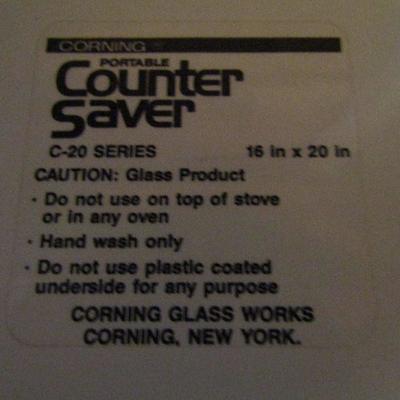 CORNING
PORTABLE
Counter
Saver
C-20 SERIES 16 in x 20 in
CAUTION: Glass Product
· Do not use on top of stove
or in any oven
· Hand wash only
· Do not use plastic coated
underside for any purpose
CORNING GLASS WORKS
CORNING, NEW YORK.